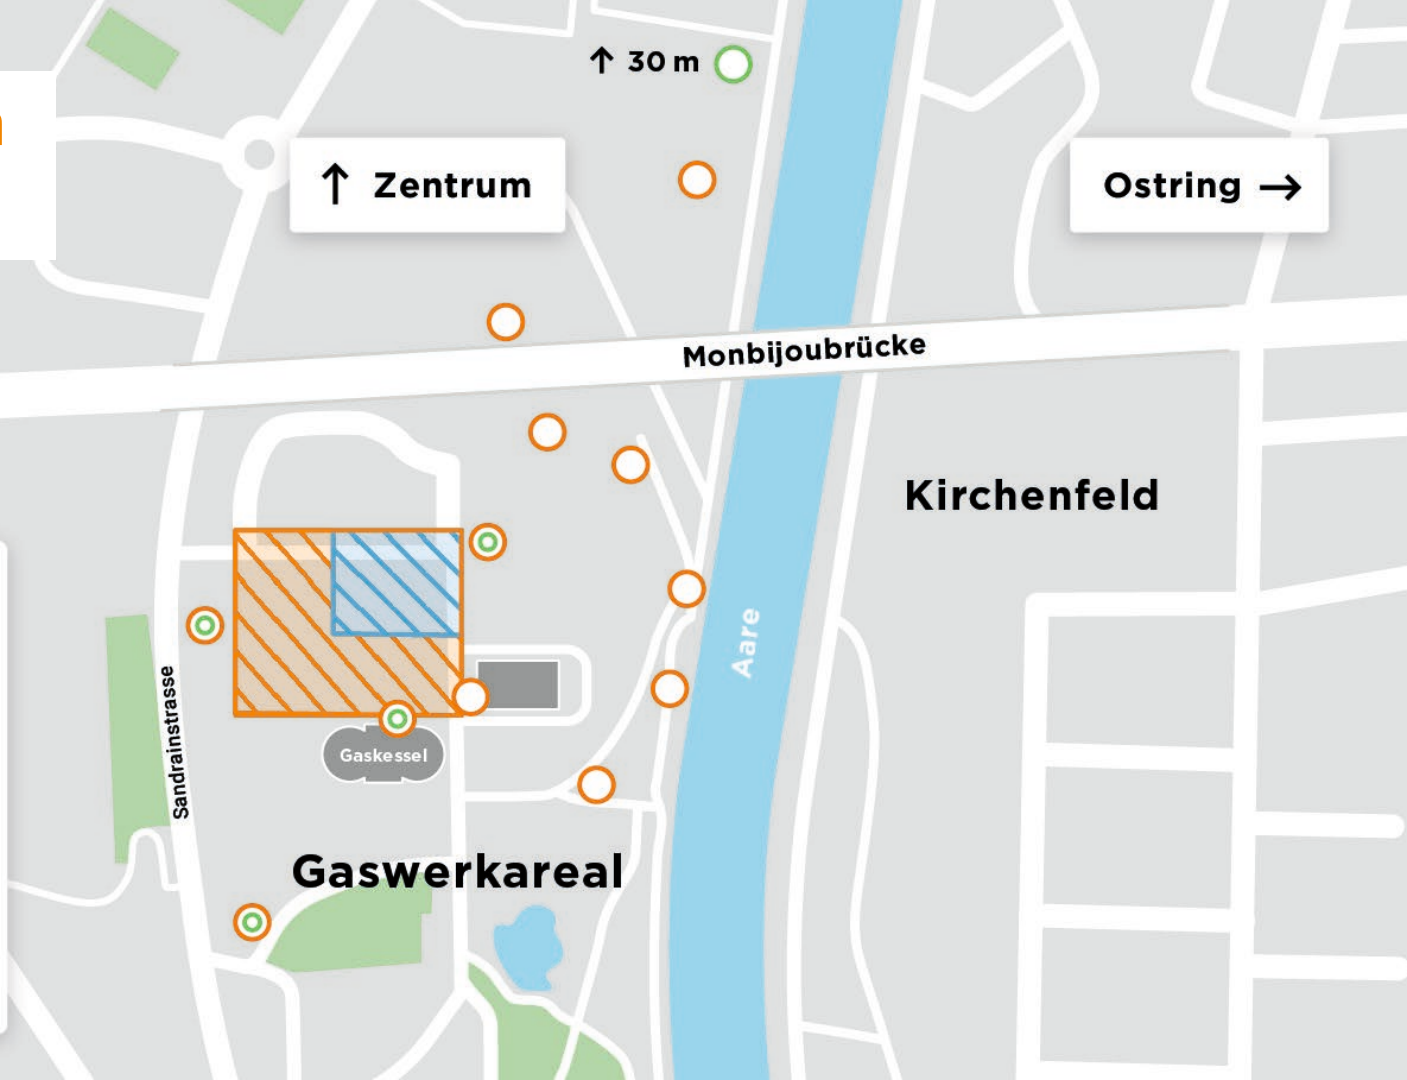 ↑ 30 m
↑ Zentrum
Ostring →
Monbijoubrücke
Kirchenfeld
Aare
Sandrainstrasse
Gaskessel
Gaswerkareal